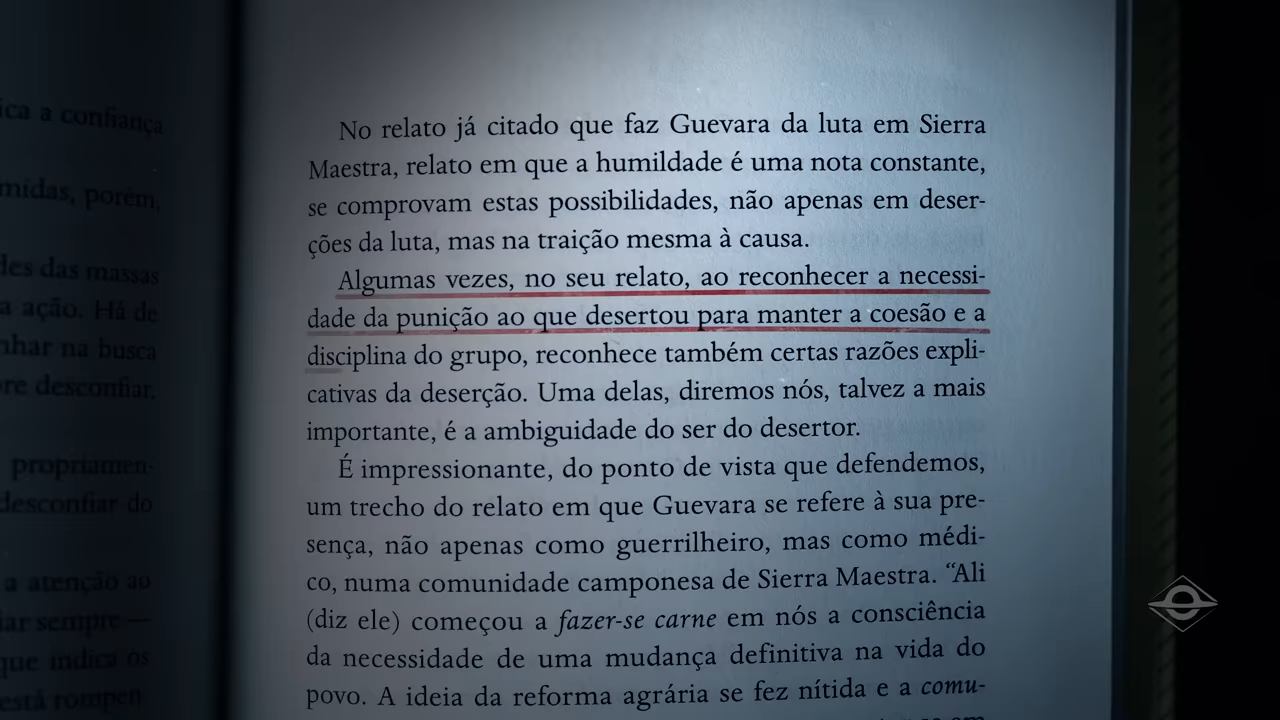 ica a confiança
midas, porém,
des das massas
a ação. Há de
nhar na busca
re desconfiar.
propriamen-
desconfiar do
a atenção ao
iar sempre —
que indica os
está rompen
No relato já citado que faz Guevara da luta em Sierra
Maestra, relato em que a humildade é uma nota constante,
se comprovam estas possibilidades, não apenas em deser-
ções da luta, mas na traição mesma à causa.
Algumas vezes, no seu relato, ao reconhecer a necessi-
dade da punição ao que desertou para manter a coesão e a
disciplina do grupo, reconhece também certas razões expli-
cativas da deserção. Uma delas, diremos nós, talvez a mais
importante, é a ambiguidade do ser do desertor.
É impressionante, do ponto de vista que defendemos,
um trecho do relato em que Guevara se refere à sua pre-
sença, não apenas como guerrilheiro, mas como médi-
co, numa comunidade camponesa de Sierra Maestra. “Ali
(diz ele) começou a fazer-se carne em nós a consciência
da necessidade de uma mudança definitiva na vida do
povo. A ideia da reforma agrária se fez nítida e a comu-